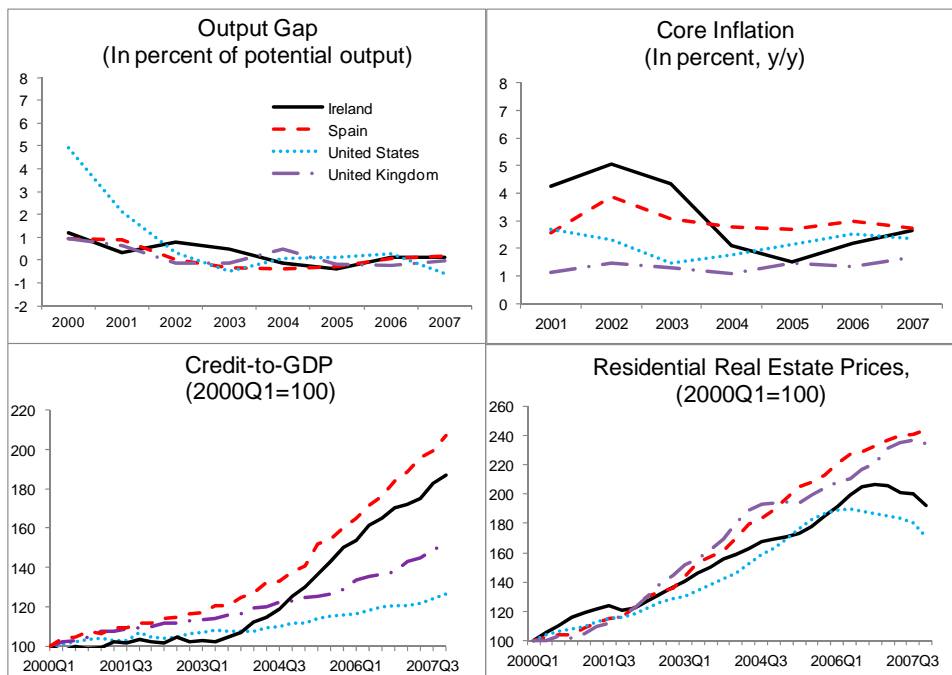 Output Gap
(In percent of potential output)
8
7
6
5
4
3
2
1
0
-1
-2
Ireland
Spain
United States
United Kingdom
2000 2001 2002 2003 2004 2005 2006 2007
Core Inflation
(In percent, y/y)
8
7
6
5
4
3
2
1
0
2001 2002 2003 2004 2005 2006 2007
Credit-to-GDP
(2000Q1=100)
220
200
180
160
140
120
100
2000Q1 2001Q3 2003Q1 2004Q3 2006Q1 2007Q3
Residential Real Estate Prices,
(2000Q1=100)
260
240
220
200
180
160
140
120
100
2000Q1 2001Q3 2003Q1 2004Q3 2006Q1 2007Q3